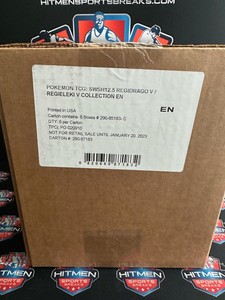 HITMENSPORTSBREAKS.COM
POKEMON TCG: SWSH12.5 REGIDRAGO V /
REGIELEKI V COLLECTION EN
EN
Printed in USA
Carton contains: 6 Boxes # 290-85183-
QTY: 6 per Carton
TPCi PO 
NOT FOR RETAIL SALE UNTIL JANUARY 20, 2023
CARTON # 290-87183
HITMEN
HITMEN
HITMEN
HITMEN
SPORTS BREAKS